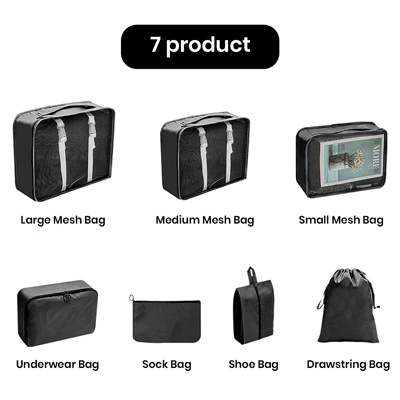 7 product
Large Mesh Bag
Medium Mesh Bag
Small Mesh Bag
MORE
Underwear Bag
Sock Bag
Shoe Bag
Drawstring Bag